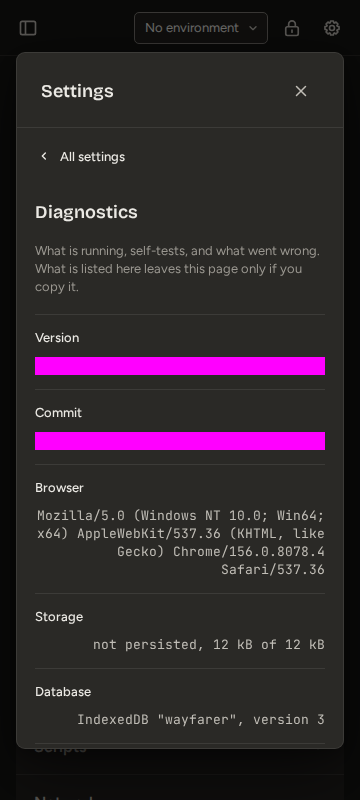 No environment
Settings
All settings
Diagnostics
What is running, self-tests, and what went wrong.
What is listed here leaves this page only if you
copy it.
Version
Commit
Browser
Mozilla/5.0 (Windows NT 10.0; Win64;
x64) AppleWebKit/537.36 (KHTML, like
Gecko) Chrome/156.0.8078.4
Safari/537.36
Storage
not persisted, 12 kB of 12 kB
Database
IndexedDB "wayfarer", version 3
Scripts